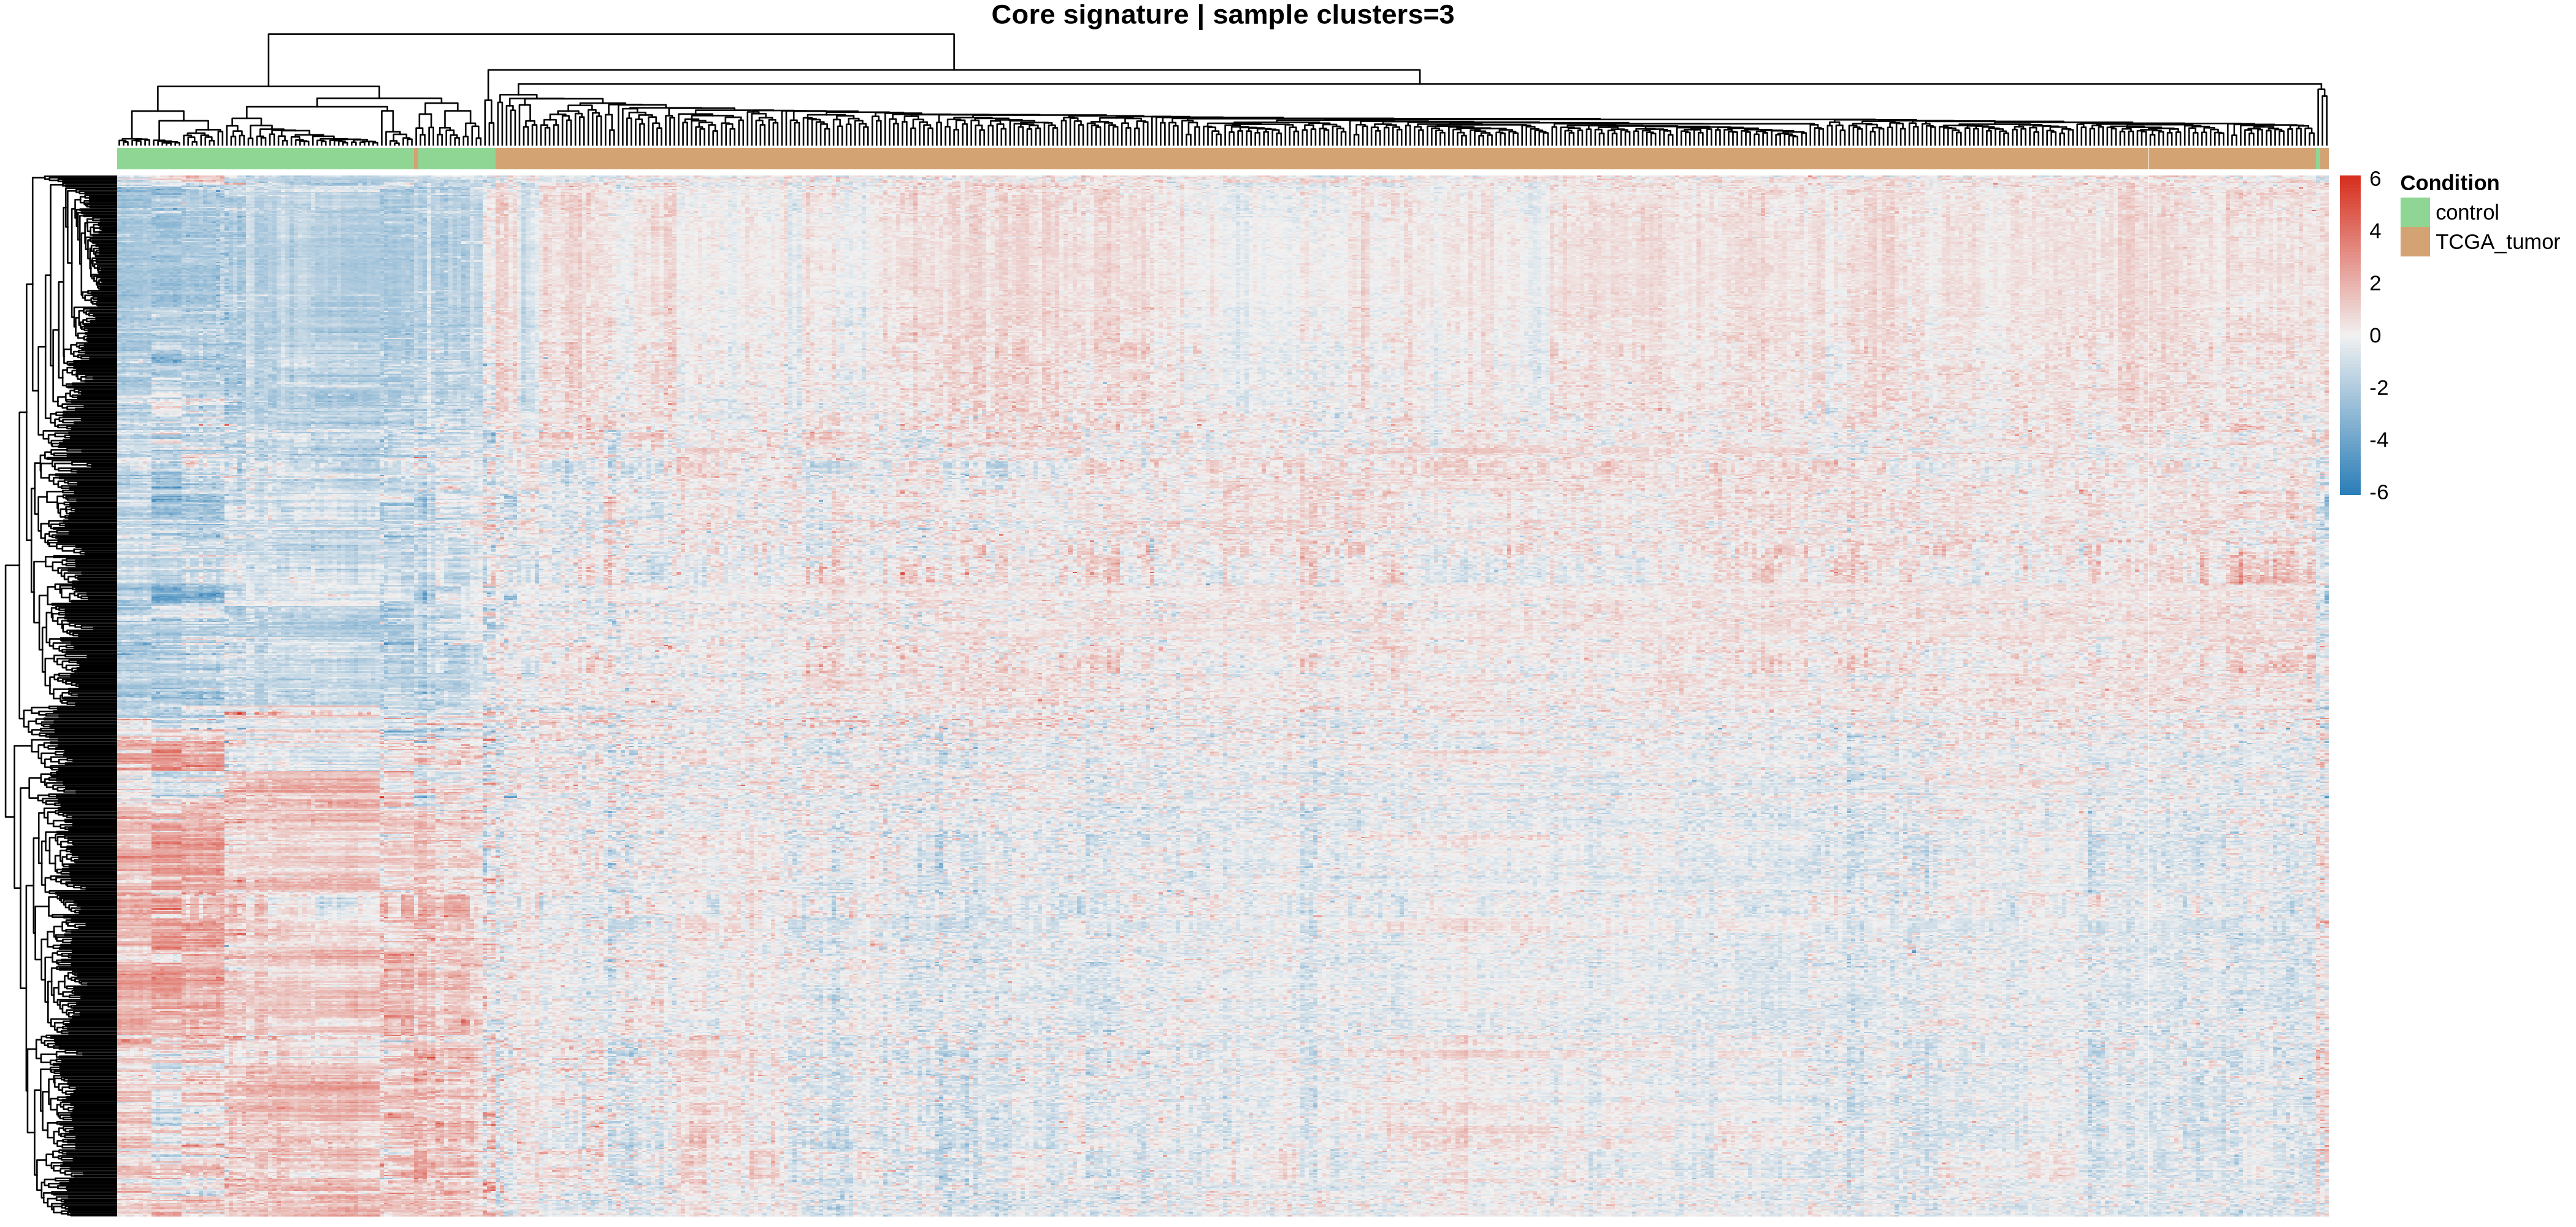 Core signature | sample clusters=3
6
4
2
0
-2
-4
-6
Condition
control
TCGA_tumor